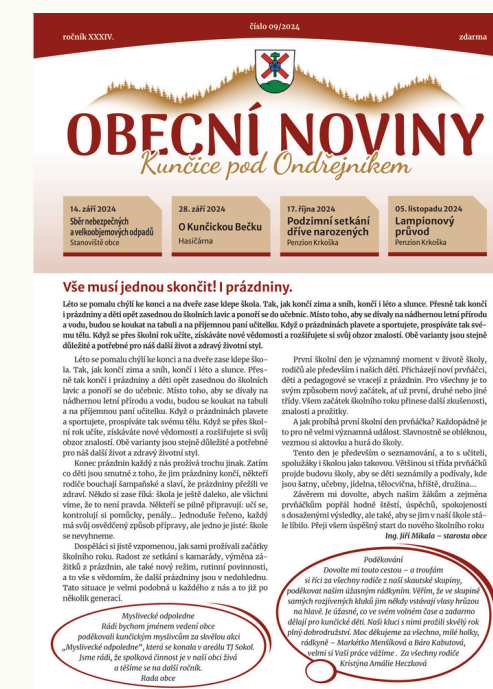 ročník XXXIV.
číslo 09/2024
zdarma
OBECNÍ NOVINY
Kunčice pod Ondřejníkem
14. září 2024
Sběr nebezpečných
a velkoobjemových odpadů
Stanoviště obce
28. září 2024
O Kunčickou Bečku
Hasičárna
17. října 2024
Podzimní setkání
dříve narozených
Penzion Krkoška
05. listopadu 2024
Lampionový
průvod
Penzion Krkoška
Vše musí jednou skončit! I prázdniny.
Léto se pomalu chýlí ke konci a na dveře zase klepe škola. Tak, jak končí zima a sníh, končí i léto a slunce. Přesně tak končí
i prázdniny a děti opět zasednou do školních lavic a ponoří se do učebnic. Místo toho, aby se dívaly na nádhernou letní přírodu
a vodu, budou se koukat na tabuli a na příjemnou paní učitelku. Když o prázdninách plavete a sportujete, prospíváte tak své-
mu tělu. Když se přes školní rok učíte, získáváte nové vědomosti a rozšiřujete si svůj obzor znalostí. Obě varianty jsou stejně
důležité a potřebné pro náš další život a zdravý životní styl.
Léto se pomalu chýlí ke konci a na dveře zase klepe ško-
la. Tak, jak končí zima a sníh, končí i léto a slunce. Přes-
ně tak končí i prázdniny a děti opět zasednou do školních
lavic a ponoří se do učebnic. Místo toho, aby se dívaly na
nádhernou letní přírodu a vodu, budou se koukat na tabuli
a na příjemnou paní učitelku. Když o prázdninách plavete
a sportujete, prospíváte tak svému tělu. Když se přes škol-
ní rok učíte, získáváte nové vědomosti a rozšiřujete si svůj
obzor znalostí. Obě varianty jsou stejně důležité a potřebné
pro náš další život a zdravý životní styl.
Konec prázdnin každý z nás prožívá trochu jinak. Zatím
co děti jsou smutné z toho, že jim prázdniny končí, někteří
rodiče bouchají šampaňské a slaví, že prázdniny přežili ve
zdraví. Někdo si zase říká: škola je ještě daleko, ale všichni
víme, že to není pravda. Někteří se pilně připravují: učí se,
kontrolují si pomůcky, penály... Jednoduše řečeno, každý
má svůj osvědčený způsob přípravy, ale jedno je jisté: škole
se nevyhneme.
Dospěláci si jistě vzpomenou, jak sami prožívali začátky
školního roku. Radost ze setkání s kamarády, výměna zá-
žitků z prázdnin, ale také nový režim, rutinní povinnosti,
a to vše s vědomím, že další prázdniny jsou v nedohlednu.
Tato situace je velmi podobná u každého z nás a to již po
několik generací.
První školní den je významný moment v životě školy,
rodičů ale především i našich dětí. Přicházejí noví prvňáčci,
děti a pedagogové se vracejí z prázdnin. Pro všechny je to
svým způsobem nový začátek, ať už první, druhé nebo jiné
třídy. Všem začátek školního roku přinese další zkušenosti,
znalosti a prožitky.
A jak probíhá první školní den prvňáčka? Každopádně je
to pro ně velmi významná událost. Slavnostně se obléknou,
vezmou si aktovku a hurá do školy.
Tento den je především o seznamování, a to s učiteli,
spolužáky i školou jako takovou. Většinou si třída prvňáčků
projde budovu školy, aby se děti seznámily a podívaly, kde
jsou šatny, učebny, jídelna, tělocvična, hřiště, družina....
Závěrem mi dovolte, abych našim žákům a zejména
prvňáčkům popřál hodně štěstí, úspěchů, spokojenosti
s dosaženými výsledky, ale také, aby se jim v naší škole stá-
le líbilo. Přeji všem úspěšný start do nového školního roku
Ing. Jiří Mikala – starosta obce
Myslivecké odpoledne
Rádi bychom jménem vedení obce
poděkovali kunčickým myslivcům za skvělou akci
„Myslivecké odpoledne“, která se konala v areálu TJ Sokol.
Jsme rádi, že spolková činnost je v naší obci živá
a těšíme se na další ročník.
Rada obce
Poděkování
Dovolte mi touto cestou – a troufám
si říci za všechny rodiče z naší skautské skupiny,
poděkovat našim úžasným rádkyním. Věřím, že ve skupině
samých rozjívených kluků jim někdy vstávají vlasy hrůzou
na hlavě. Je úžasné, co ve svém volném čase a zadarmo
dělají pro kunčické děti. Naši kluci s nimi prožili skvělý rok
plný dobrodružství. Moc děkujeme za všechno, milé holky,
rádkyně – Markétko Menšíková a Báro Kabutová,
velmi si Vaší práce vážíme . Za všechny rodiče
Kristýna Amálie Heczková